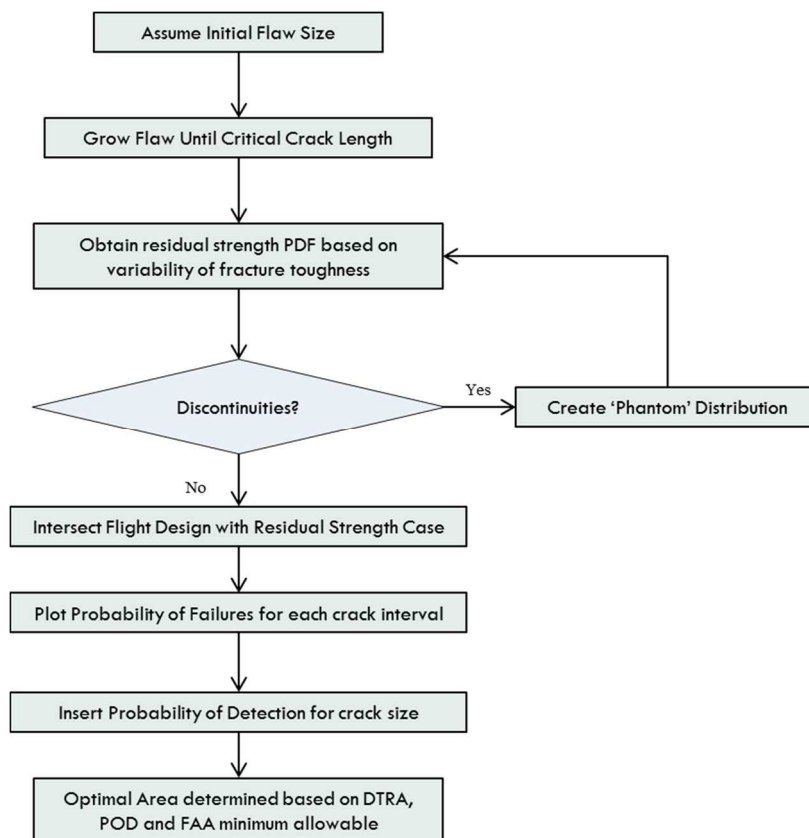 Assume Initial Flaw Size
Grow Flaw Until Critical Crack Length
Obtain residual strength PDF based on
variability of fracture toughness
Discontinuities?
Yes
Create ‘Phantom’ Distribution
No
Intersect Flight Design with Residual Strength Case
Plot Probability of Failures for each crack interval
Insert Probability of Detection for crack size
Optimal Area determined based on DTRA,
POD and FAA minimum allowable